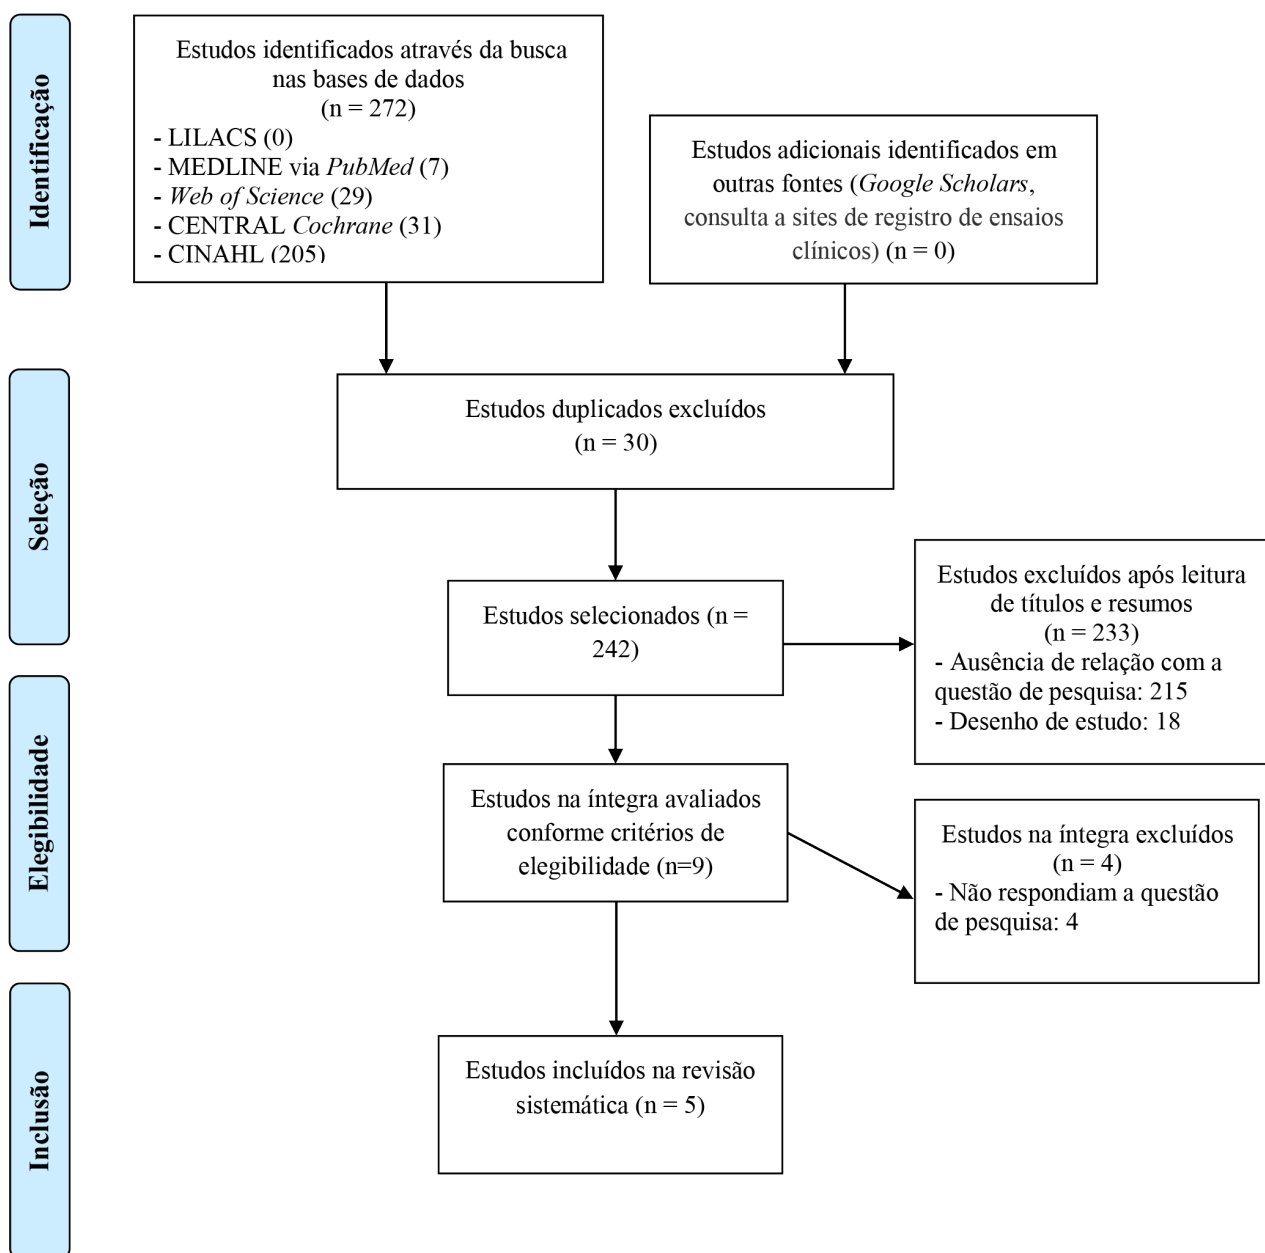 Identificação
Estudos identificados através da busca
nas bases de dados
(n = 272)
- LILACS (0)
- MEDLINE via PubMed (7)
- Web of Science (29)
- CENTRAL Cochrane (31)
- CINAHL (205)
Estudos adicionais identificados em
outras fontes (Google Scholars,
consulta a sites de registro de ensaios
clínicos) (n = 0)
Seleção
Estudos duplicados excluídos
(n = 30)
Estudos selecionados (n =
242)
Estudos excluídos após leitura
de títulos e resumos
(n = 233)
- Ausência de relação com a
questão de pesquisa: 215
- Desenho de estudo: 18
Elegibilidade
Estudos na íntegra avaliados
conforme critérios de
elegibilidade (n=9)
Estudos na íntegra excluídos
(n = 4)
- Não respondiam a questão
de pesquisa: 4
Inclusão
Estudos incluídos na revisão
sistemática (n = 5)